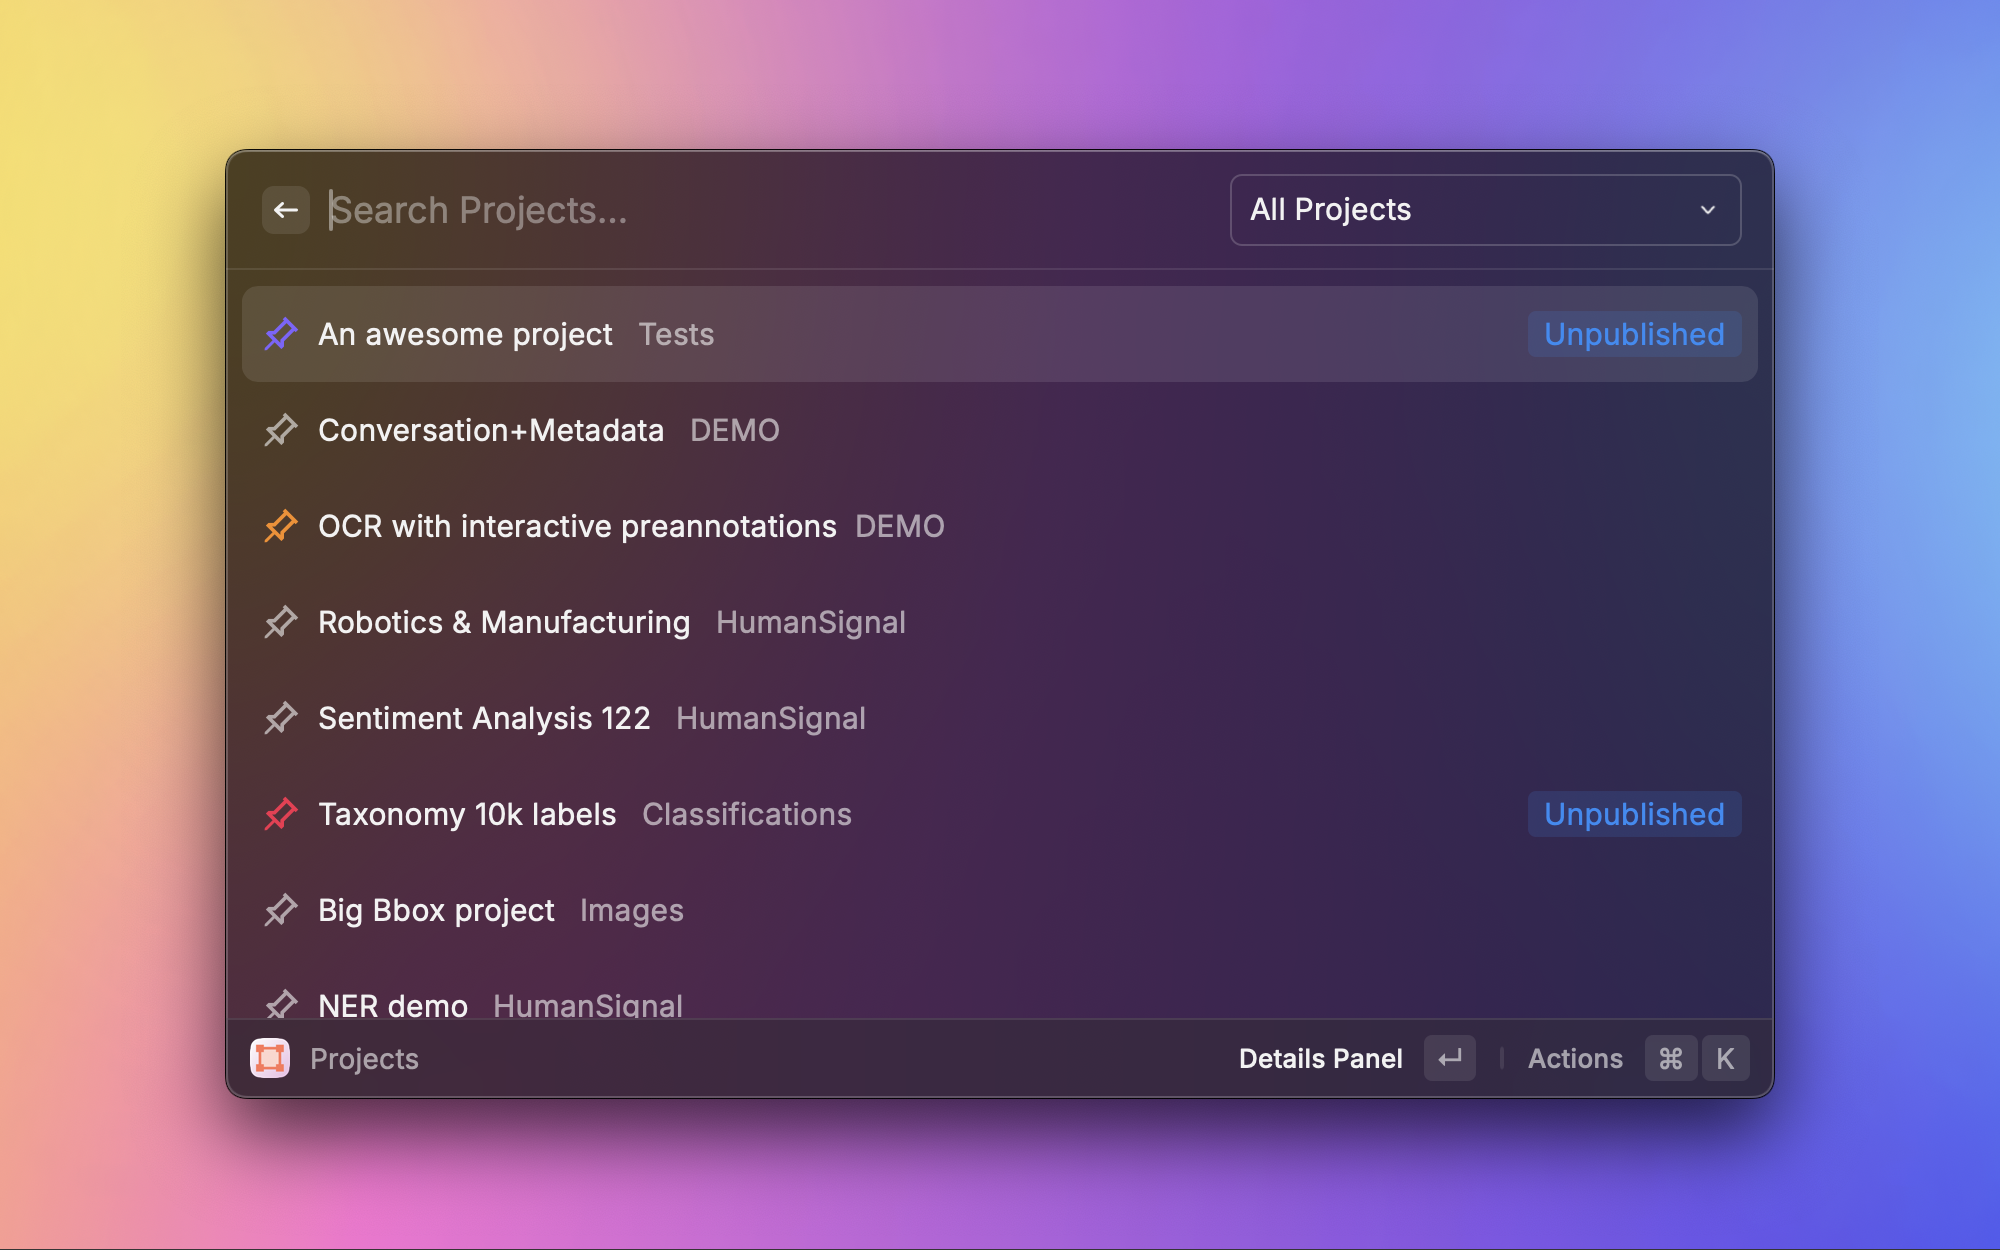 Search Projects...
All Projects
An awesome project Tests Unpublished
Conversation+Metadata DEMO
OCR with interactive preannotations DEMO
Robotics & Manufacturing HumanSignal
Sentiment Analysis 122 HumanSignal
Taxonomy 10k labels Classifications Unpublished
Big Bbox project Images
NER demo HumanSignal
Projects Details Panel ↵ Actions ⌘ K